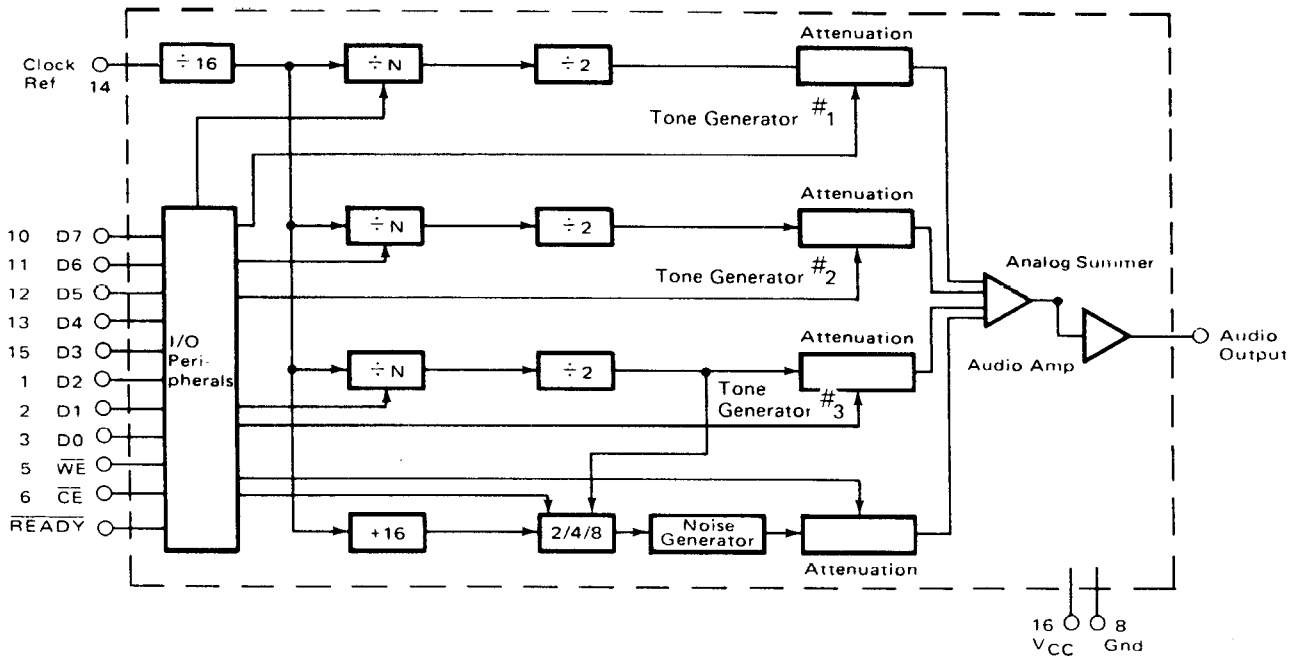 Clock
Ref
14
÷ 16
÷ N
÷ 2
Attenuation
Tone Generator #1
10 D7
11 D6
12 D5
13 D4
15 D3
1 D2
2 D1
3 D0
5 WE
6 CE
READY
I/O
Peri-
pherals
÷ N
÷ 2
Attenuation
Tone Generator #2
÷ N
÷ 2
Attenuation
Tone
Generator #3
+16
2/4/8
Noise
Generator
Attenuation
Analog Summer
Audio Amp
Audio
Output
16
VCC
8
Gnd